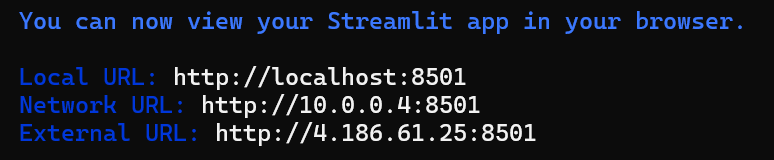 You can now view your Streamlit app in your browser.
Local URL: http://localhost:8501
Network URL: http://10.0.0.4:8501
External URL: http://4.186.61.25:8501